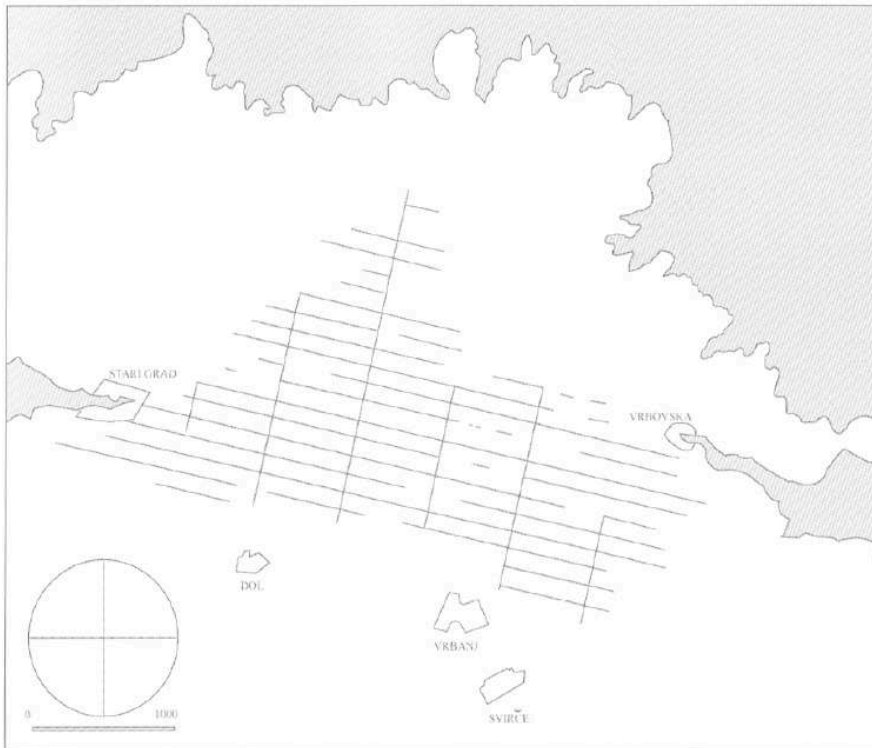 STARI GRAD
VRBOVSKA
DOL
VRBANJ
SVIRČE
0 1000